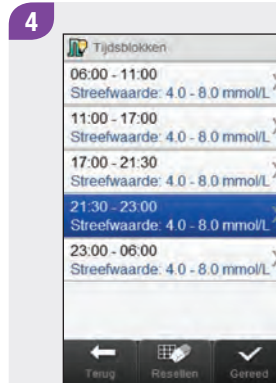 4
Tijdsblokken
06:00 - 11:00
Streefwaarde: 4.0 - 8.0 mmol/L
11:00 - 17:00
Streefwaarde: 4.0 - 8.0 mmol/L
17:00 - 21:30
Streefwaarde: 4.0 - 8.0 mmol/L
21:30 - 23:00
Streefwaarde: 4.0 - 8.0 mmol/L
23:00 - 06:00
Streefwaarde: 4.0 - 8.0 mmol/L
Terug Resetten Gereed